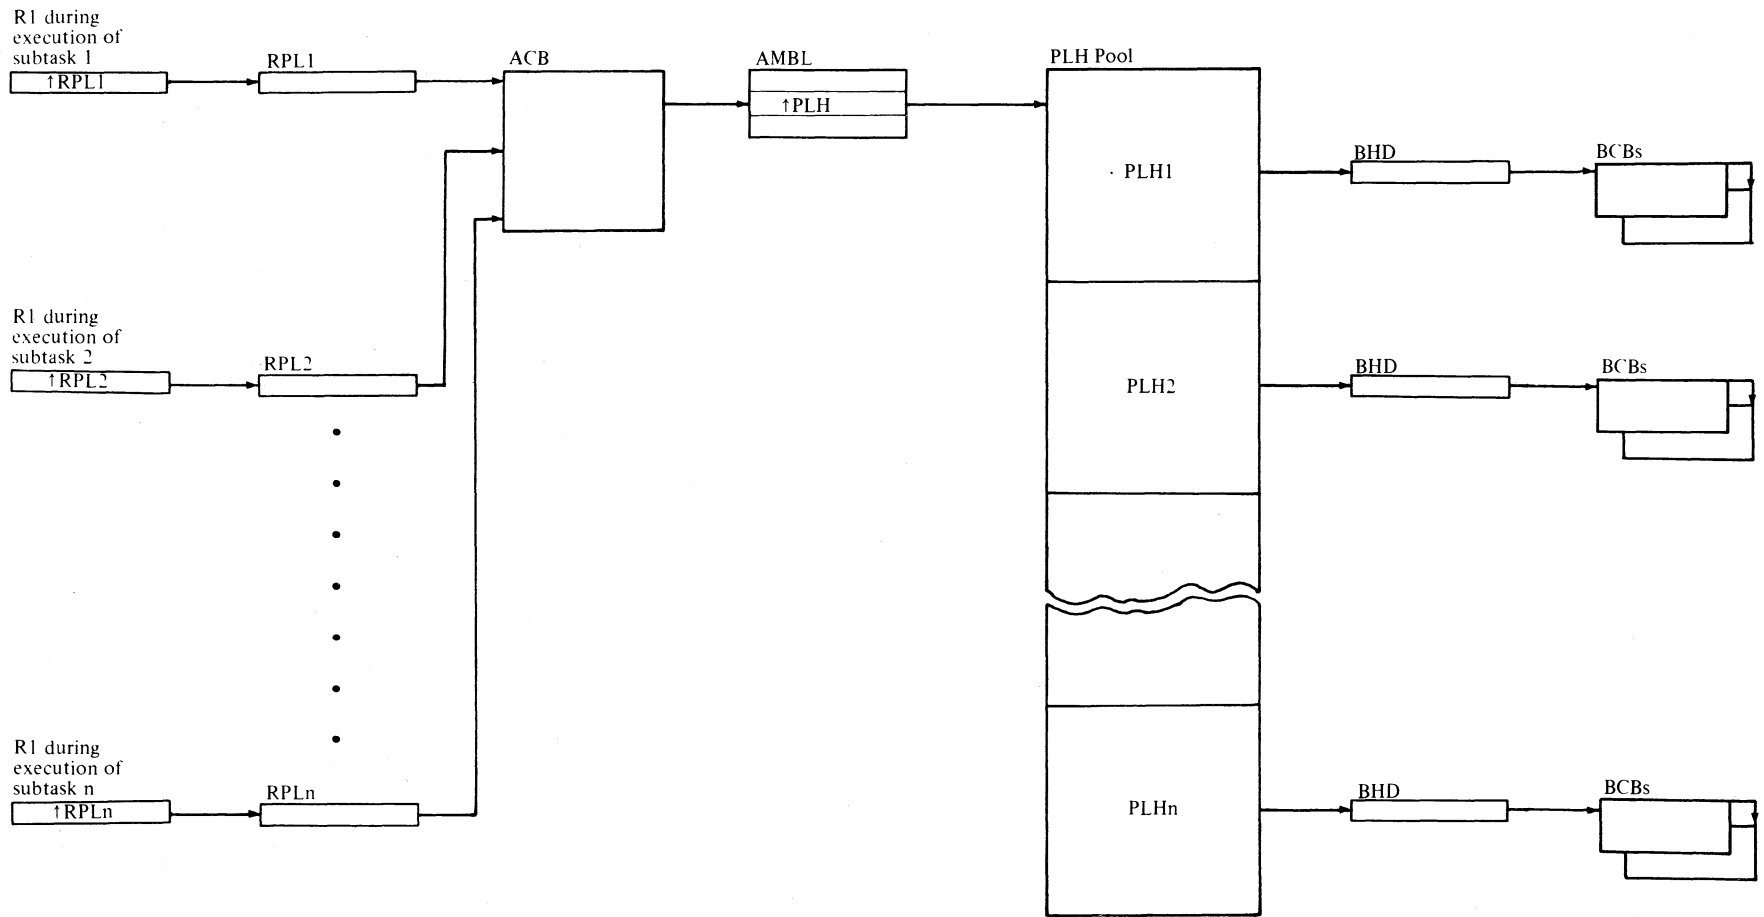 R1 during
execution of
subtask 1
↑RPL1
RPL1
ACB
AMBL
↑PLH
PLH Pool
PLH1
BHD
BCBs
R1 during
execution of
subtask 2
↑RPL2
RPL2
PLH2
BHD
BCBs
R1 during
execution of
subtask n
↑RPLn
RPLn
PLHn
BHD
BCBs